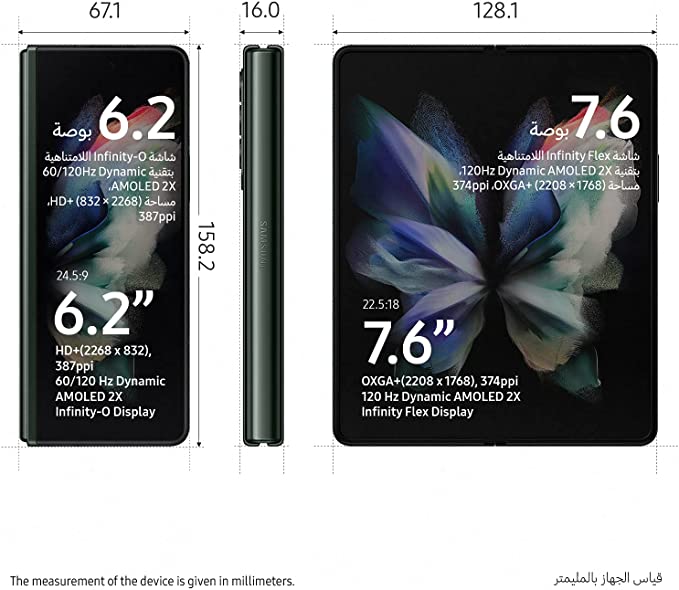 67.1
16.0
128.1
6.2 بوصة
شاشة Infinity-O اللامتناهية
بتقنية 60/120Hz Dynamic
AMOLED 2X،
مساحة HD+ (832 × 2268)،
387ppi
158.2
24.5:9
6.2”
HD+(2268 x 832),
387ppi
60/120 Hz Dynamic
AMOLED 2X
Infinity-O Display
SAMSUNG
7.6 بوصة
شاشة Infinity Flex اللامتناهية
بتقنية 120Hz Dynamic AMOLED 2X،
مساحة OXGA+ (2208 × 1768)، 374ppi
22.5:18
7.6”
OXGA+(2208 x 1768), 374ppi
120 Hz Dynamic AMOLED 2X
Infinity Flex Display
The measurement of the device is given in millimeters.
قياس الجهاز بالمليمتر